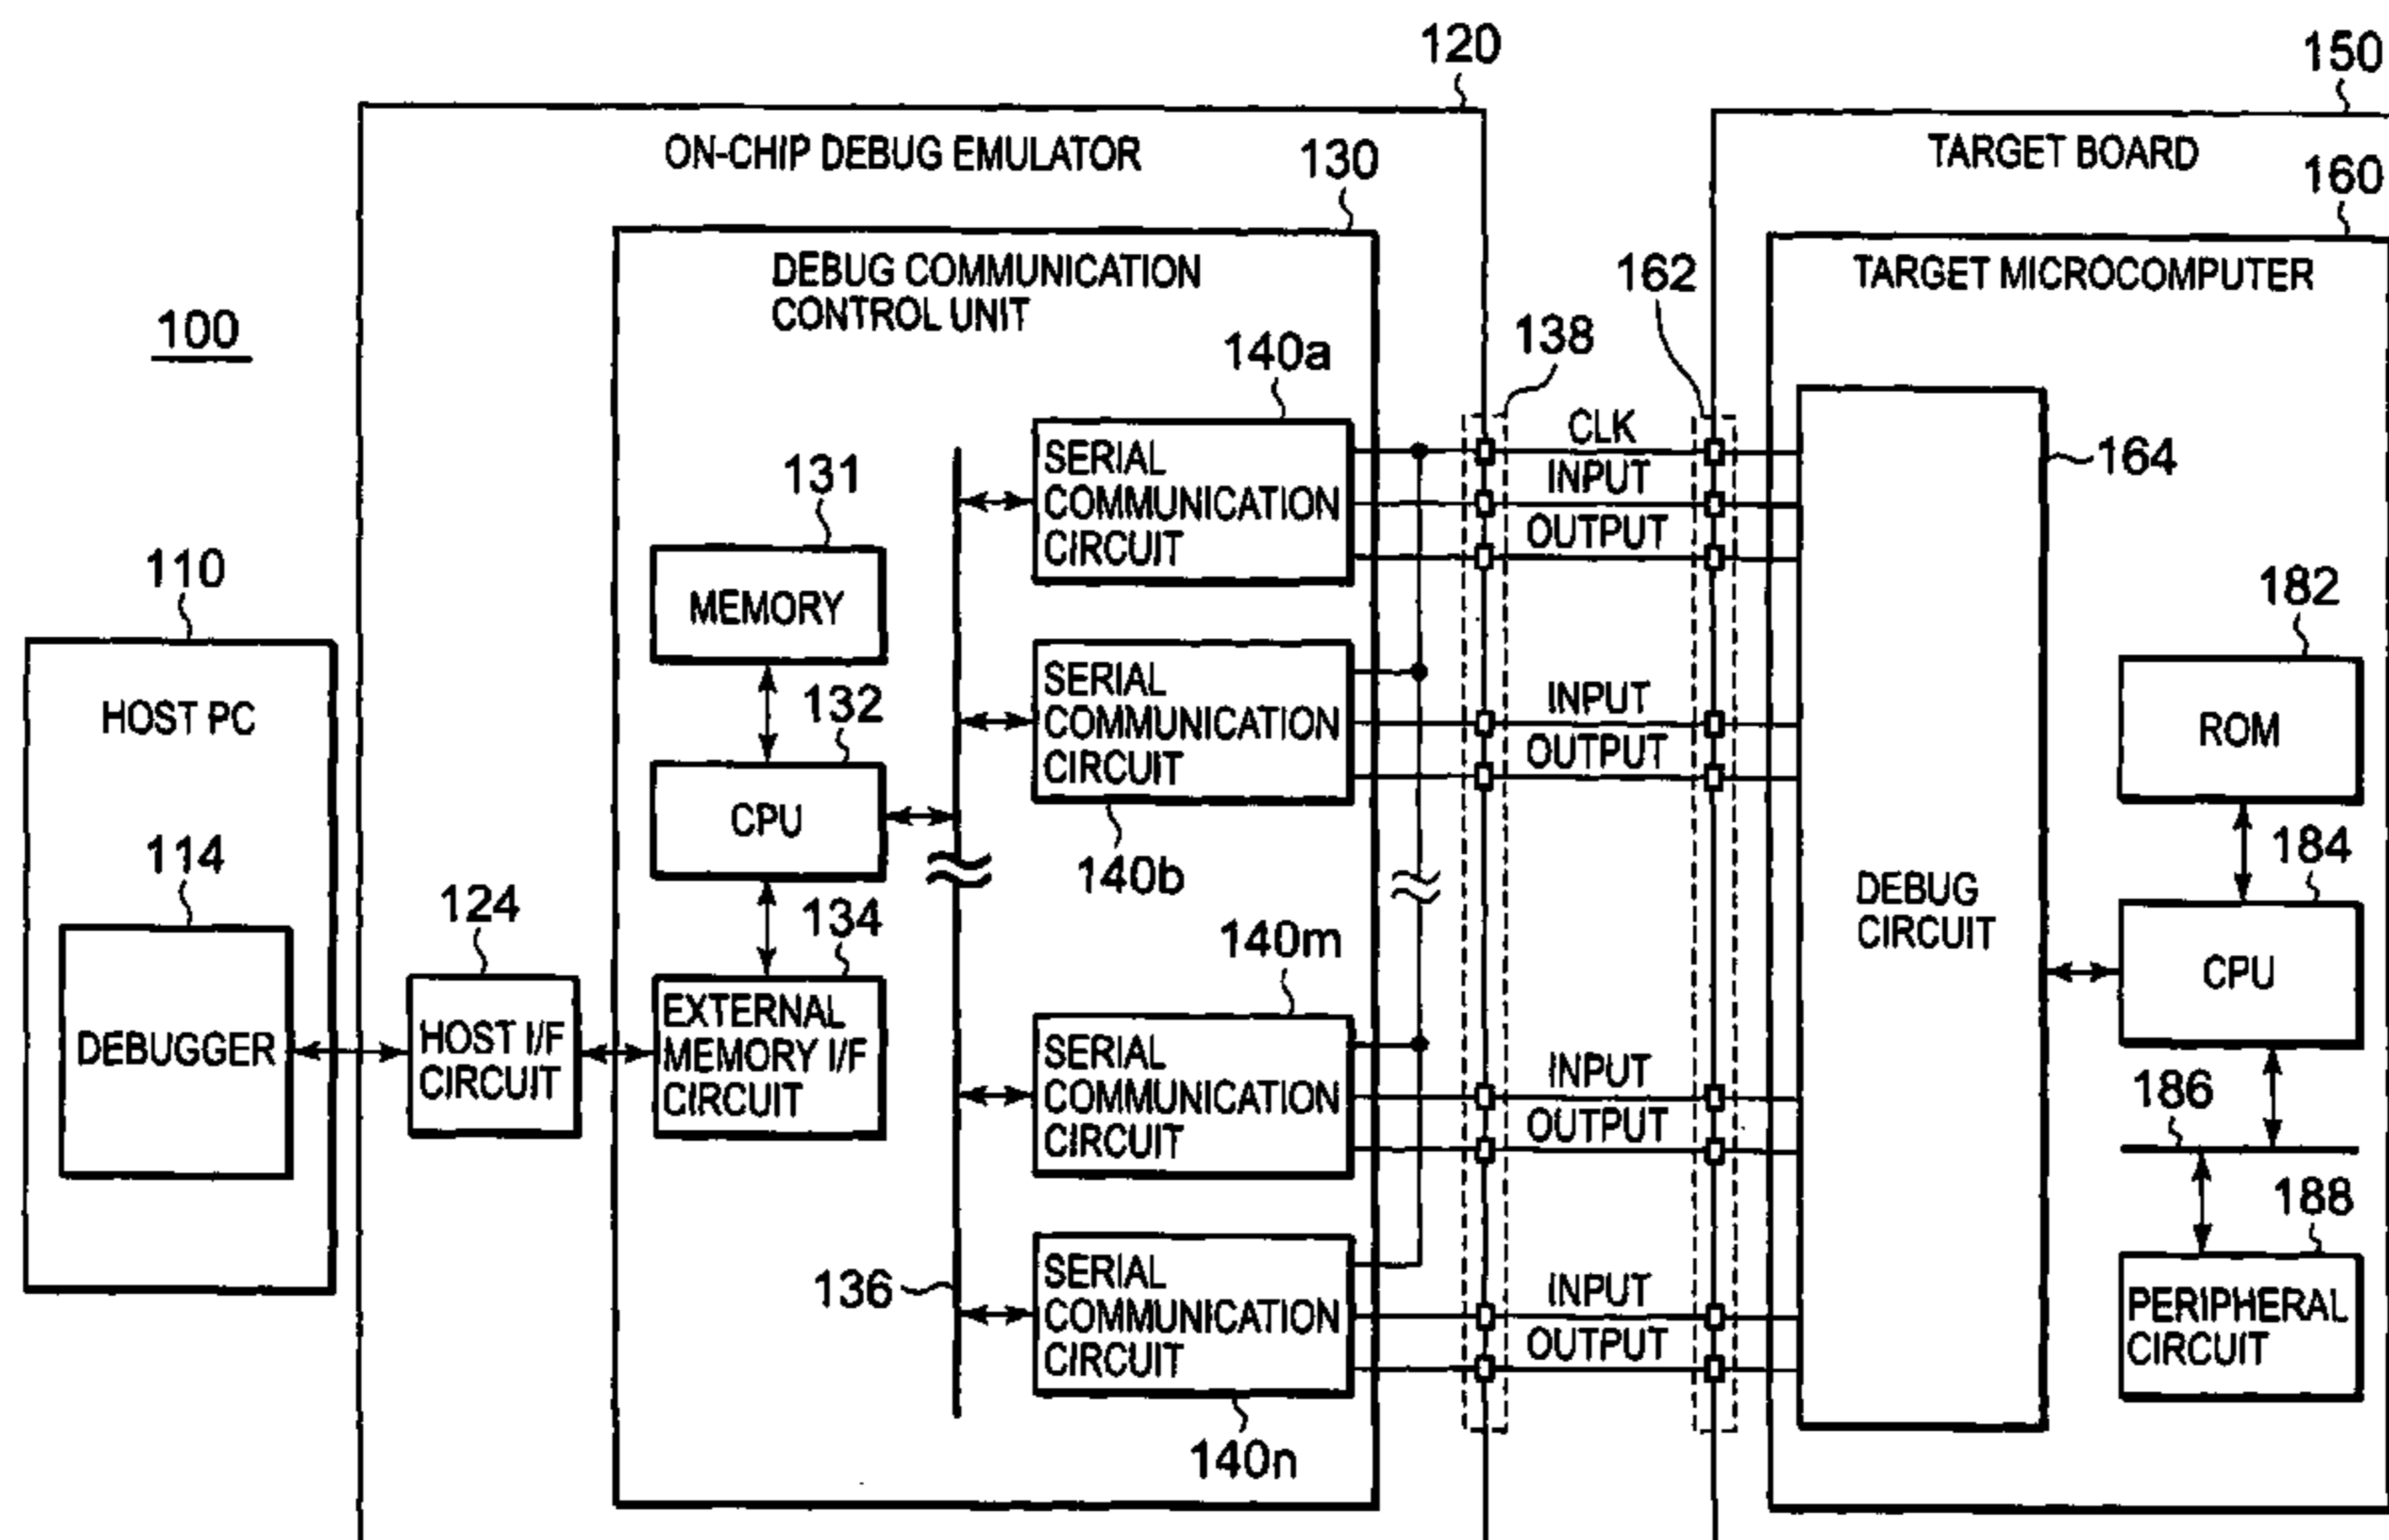 120
150
ON-CHIP DEBUG EMULATOR
130
TARGET BOARD
160
DEBUG COMMUNICATION
CONTROL UNIT
162
TARGET MICROCOMPUTER
100
138
140a
CLK
INPUT
OUTPUT
164
SERIAL
COMMUNICATION
CIRCUIT
131
MEMORY
110
HOST PC
182
ROM
SERIAL
COMMUNICATION
CIRCUIT
INPUT
OUTPUT
132
CPU
140b
114
DEBUGGER
124
HOST I/F
CIRCUIT
134
EXTERNAL
MEMORY I/F
CIRCUIT
140m
SERIAL
COMMUNICATION
CIRCUIT
INPUT
OUTPUT
DEBUG
CIRCUIT
184
CPU
186
188
PERIPHERAL
CIRCUIT
136
SERIAL
COMMUNICATION
CIRCUIT
INPUT
OUTPUT
140n